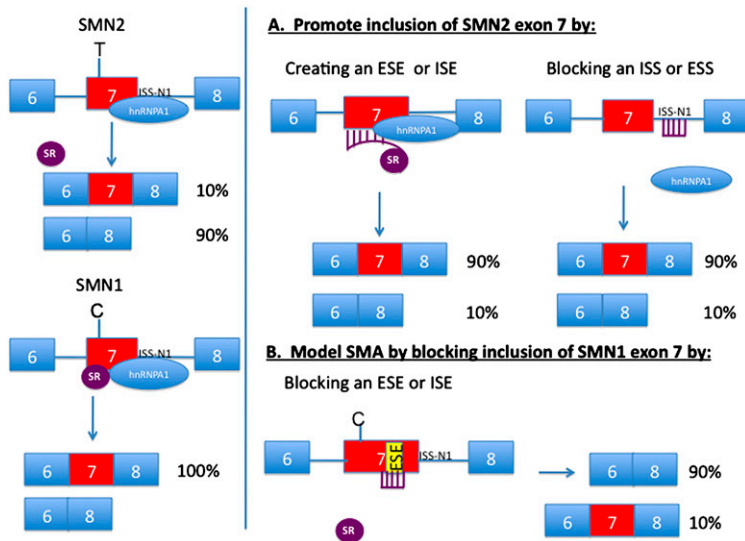 SMN2
T
6
7
ISS-N1
8
hnRNPA1
SR
6 7 8 10%
6 8 90%
SMN1
C
6
7
ISS-N1
8
SR
hnRNPA1
6 7 8 100%
6 8
A. Promote inclusion of SMN2 exon 7 by:
Creating an ESE or ISE
6
7
8
hnRNPA1
SR
6 7 8 90%
6 8 10%
Blocking an ISS or ESS
6
7
ISS-N1
8
hnRNPA1
6 7 8 90%
6 8 10%
B. Model SMA by blocking inclusion of SMN1 exon 7 by:
Blocking an ESE or ISE
C
6
7
ESE
ISS-N1
8
SR
6 8 90%
6 7 8 10%